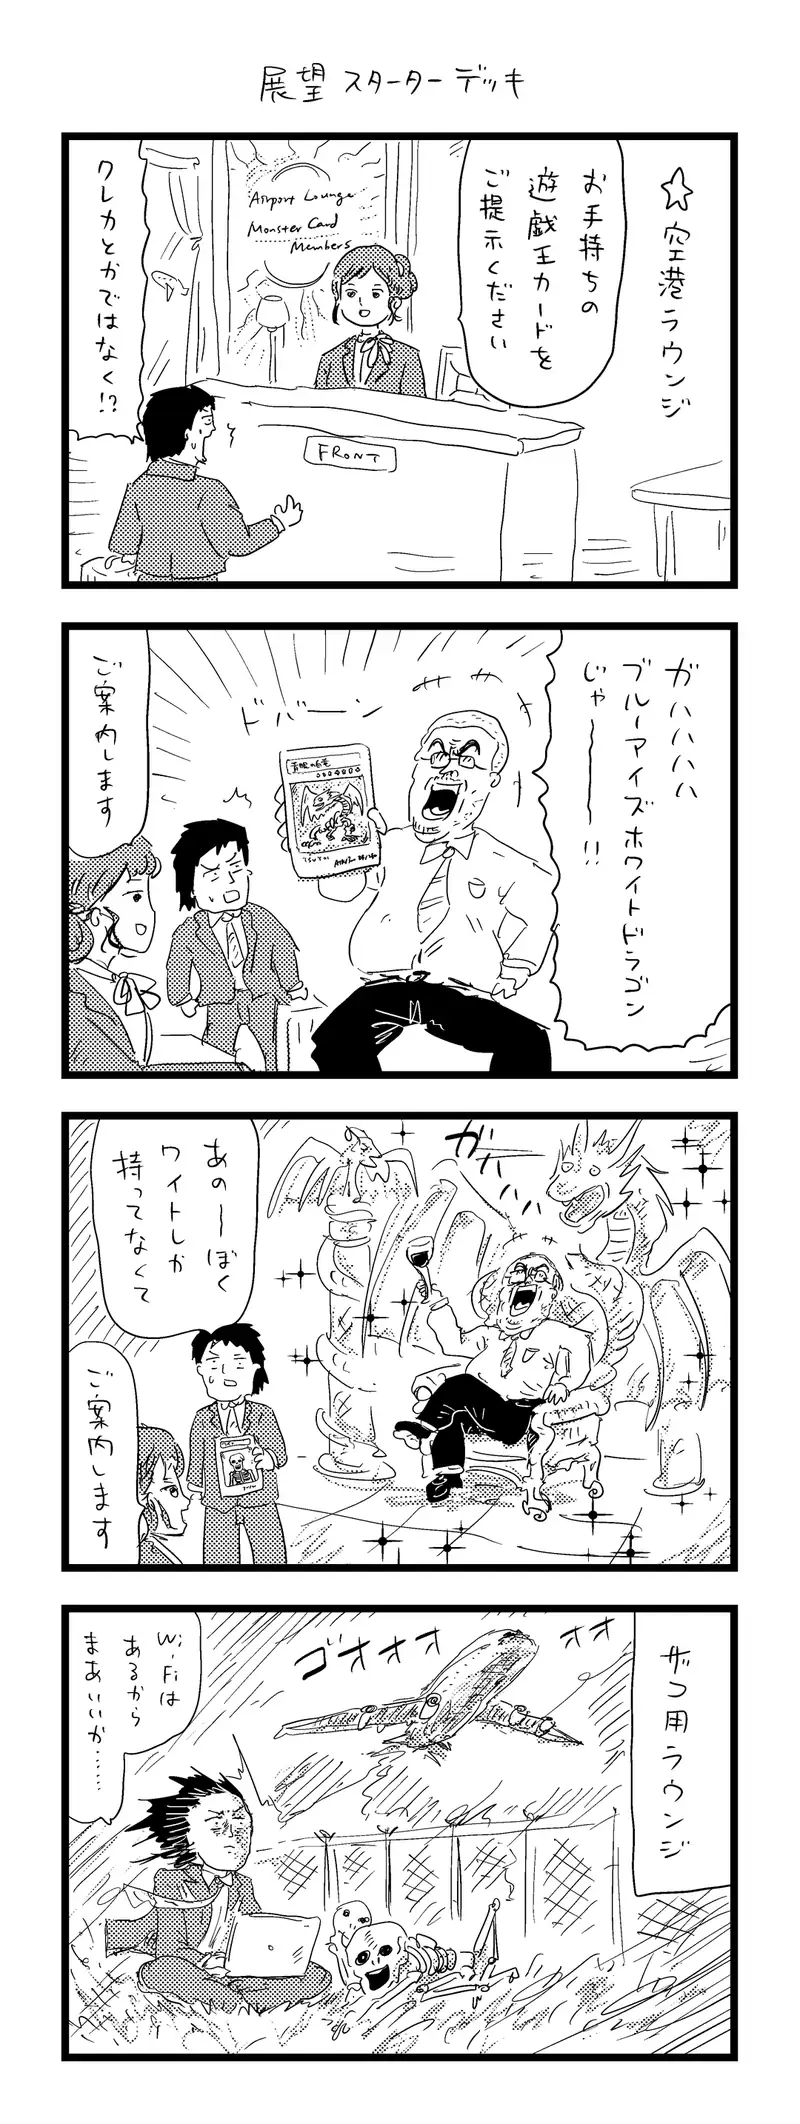 展望 スターター デッキ
☆空港ラウンジ
お手持ちの
遊戯王カードを
ご提示ください
Airport Lounge
Monster Card
Members
クレカとかではなく!?
FRONT
ガハハハハ
ブルーアイズホワイトドラゴン
じゃーーー!!
ドバーン
青眼の白竜
ご案内します
ガハハハ
あの〜ぼく
ワイトしか
持ってなくて
ご案内します
ザコ用ラウンジ
ゴオオオ
オオ
Wi-Fiは
あるから
まあいいか……